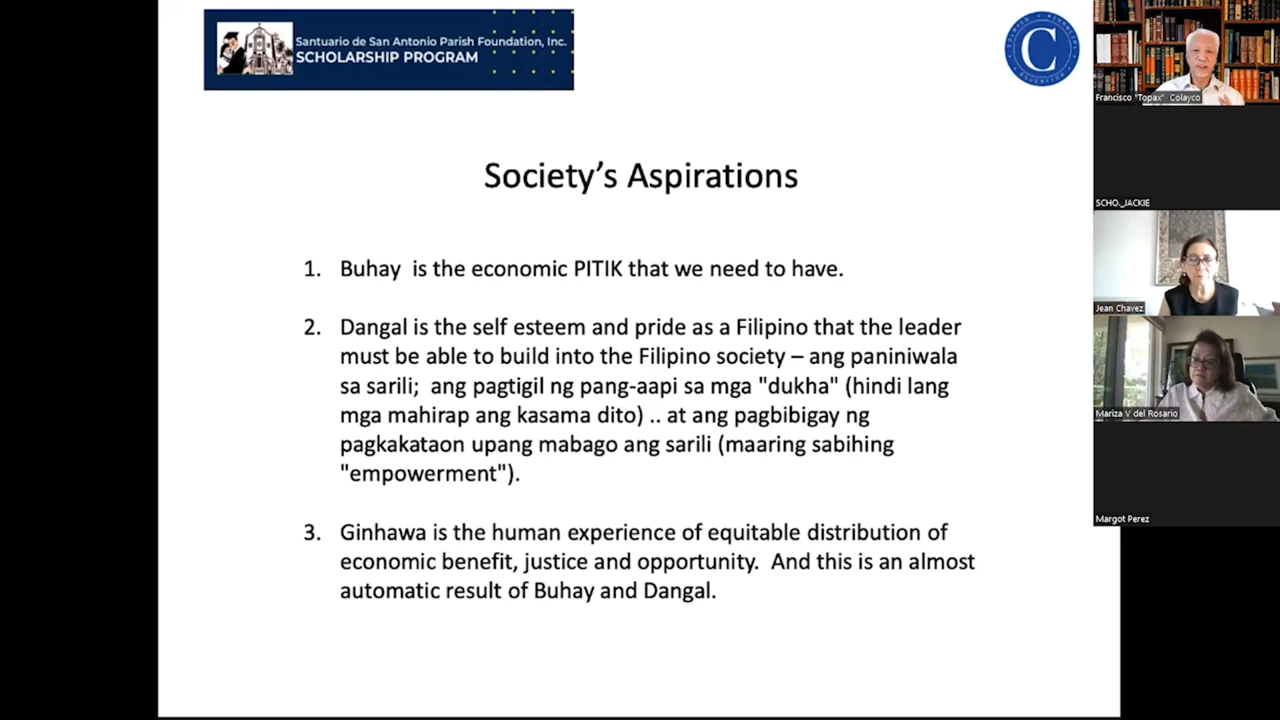 Santuario de San Antonio Parish Foundation, Inc.
SCHOLARSHIP PROGRAM
C
Society's Aspirations
1. Buhay is the economic PITIK that we need to have.
2. Dangal is the self esteem and pride as a Filipino that the leader
must be able to build into the Filipino society – ang paniniwala
sa sarili; ang pagtigil ng pang-aapi sa mga "dukha" (hindi lang
mga mahirap ang kasama dito) .. at ang pagbibigay ng
pagkakataon upang mabago ang sarili (maaring sabihing
"empowerment").
3. Ginhawa is the human experience of equitable distribution of
economic benefit, justice and opportunity. And this is an almost
automatic result of Buhay and Dangal.
Francisco "Topax" Colayco
SCHO._JACKIE
Jean Chavez
Mariza V del Rosario
Margot Perez